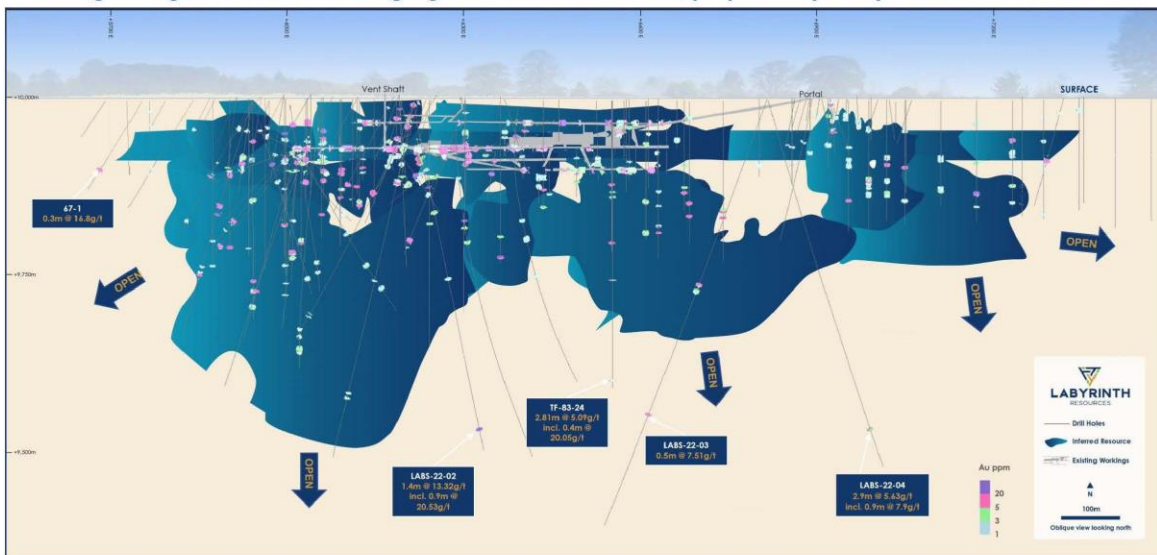 Vent Shaft
Portal
SURFACE
+10,000m
67-1
0.3m @ 16.8g/t
OPEN
+9,750m
OPEN
OPEN
OPEN
OPEN
TF-83-24
2.81m @ 5.09g/t
incl. 0.4m @
20.05g/t
LABS-22-03
0.5m @ 7.51g/t
+9,500m
LABS-22-02
1.4m @ 13.32g/t
incl. 0.9m @
20.53g/t
LABS-22-04
2.9m @ 5.63g/t
incl. 0.9m @ 7.9g/t
Au ppm
20
5
3
1
LABYRINTH
RESOURCES
Drill Holes
Inferred Resource
Existing Workings
N
100m
Oblique view looking north